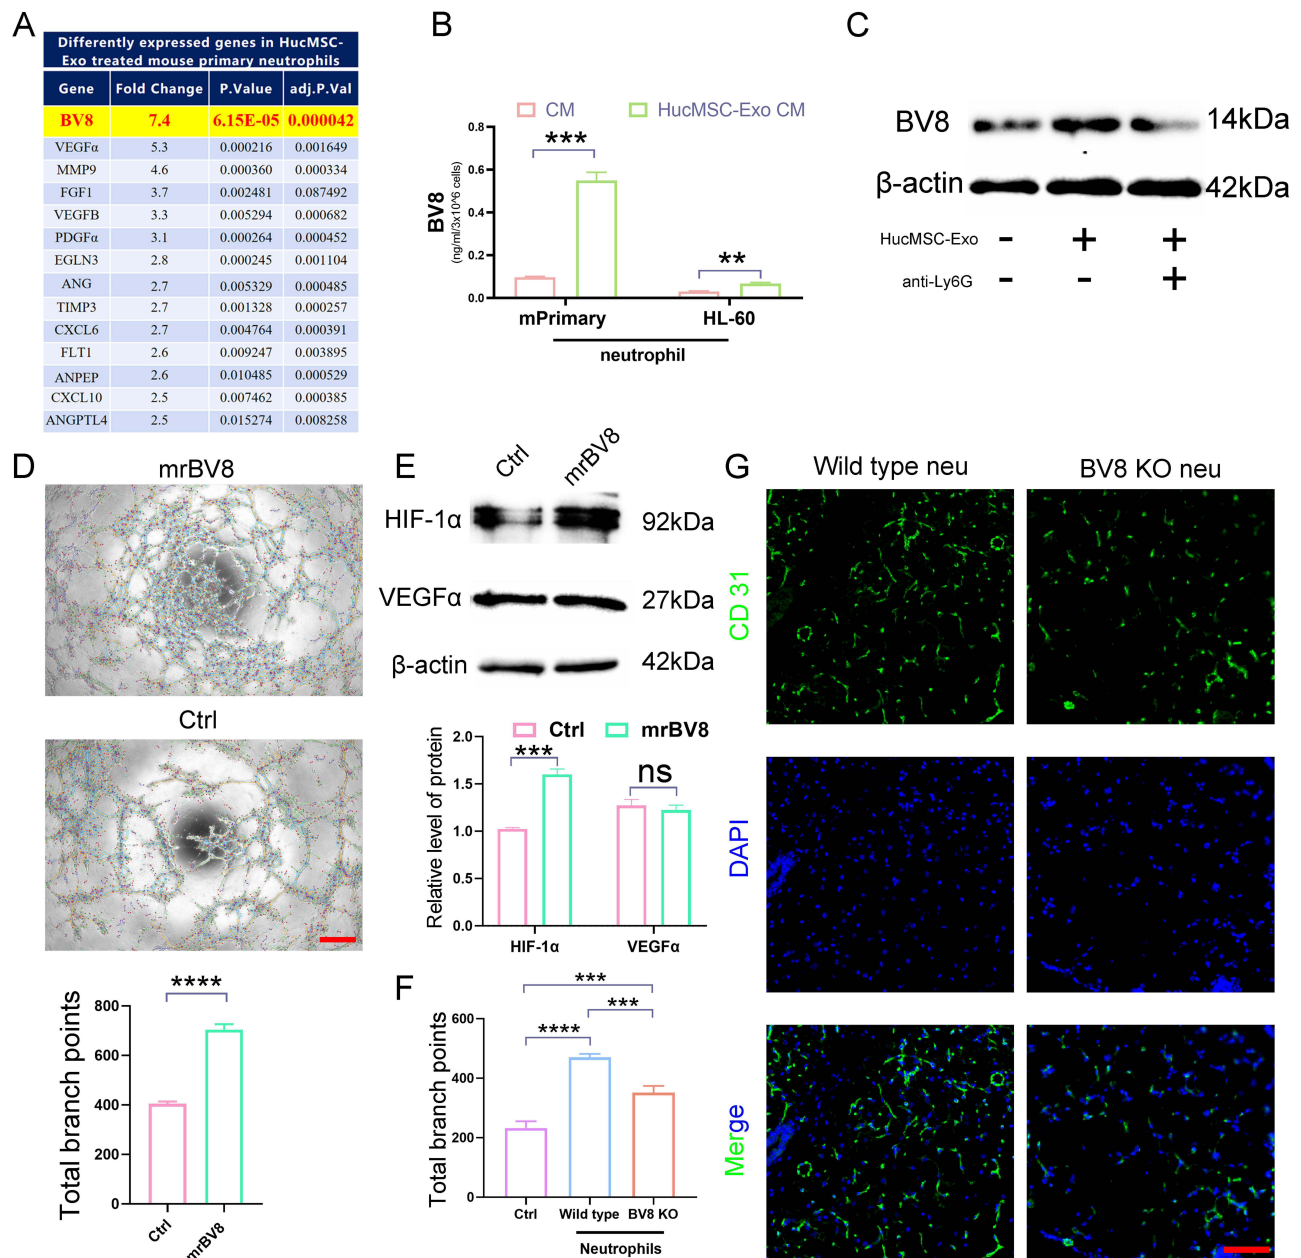 A
Differently expressed genes in HucMSC-
Exo treated mouse primary neutrophils
Gene Fold Change P.Value adj.P.Val
BV8 7.4 6.15E-05 0.000042
VEGFα 5.3 0.000216 0.001649
MMP9 4.6 0.000360 0.000334
FGF1 3.7 0.002481 0.087492
VEGFB 3.3 0.005294 0.000682
PDGFα 3.1 0.000264 0.000452
EGLN3 2.8 0.000245 0.001104
ANG 2.7 0.005329 0.000485
TIMP3 2.7 0.001328 0.000257
CXCL6 2.7 0.004764 0.000391
FLT1 2.6 0.009247 0.003895
ANPEP 2.6 0.010485 0.000529
CXCL10 2.5 0.007462 0.000385
ANGPTL4 2.5 0.015274 0.008258
B
CM HucMSC-Exo CM
BV8
(ng/ml/3x10^6 cells)
0.8
0.6
0.4
0.2
0.0
***
**
mPrimary HL-60
neutrophil
C
BV8 14kDa
β-actin 42kDa
HucMSC-Exo - + +
anti-Ly6G - - +
D
mrBV8
Ctrl
Total branch points
800
600
400
200
0
****
Ctrl mrBV8
E
Ctrl mrBV8
HIF-1α 92kDa
VEGFα 27kDa
β-actin 42kDa
Ctrl mrBV8
Relative level of protein
2.0
1.5
1.0
0.5
0.0
***
ns
HIF-1α VEGFα
F
Total branch points
600
400
200
0
***
***
****
Ctrl Wild type BV8 KO
Neutrophils
G
Wild type neu BV8 KO neu
CD 31
DAPI
Merge